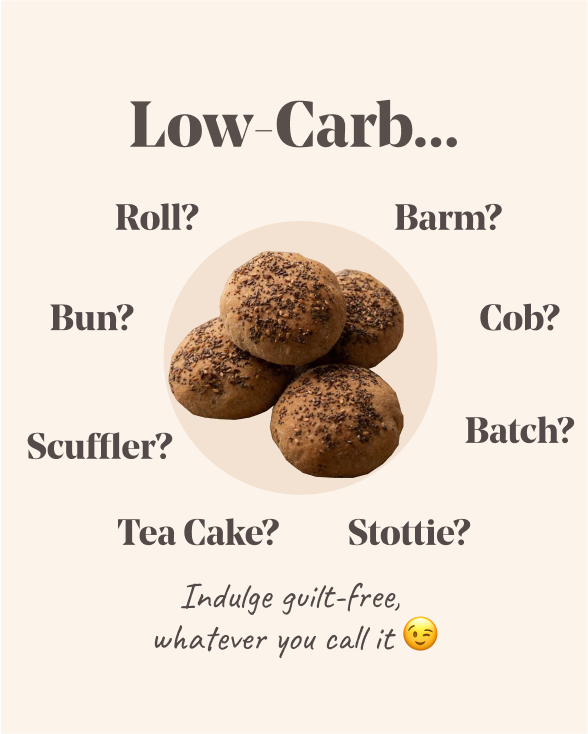 Low-Carb...
Roll?
Barm?
Bun?
Cob?
Batch?
Scuffler?
Tea Cake?
Stottie?
Indulge guilt-free,
whatever you call it 😉